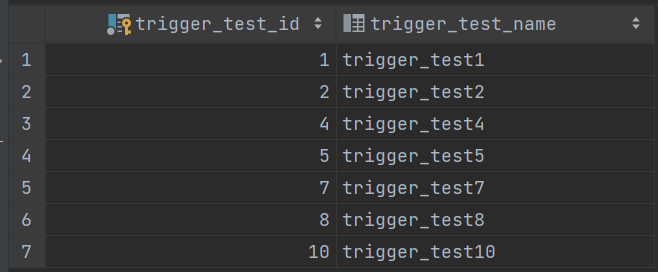 trigger_test_id trigger_test_name
1 1 trigger_test1
2 2 trigger_test2
3 4 trigger_test4
4 5 trigger_test5
5 7 trigger_test7
6 8 trigger_test8
7 10 trigger_test10